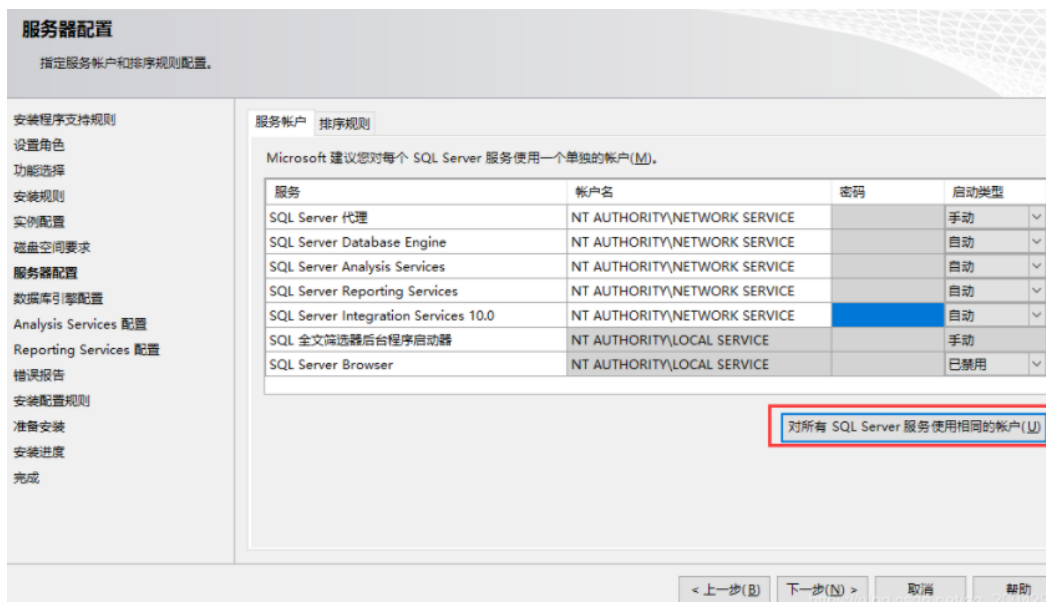 服务器配置
指定服务帐户和排序规则配置。
安装程序支持规则
设置角色
功能选择
安装规则
实例配置
磁盘空间要求
服务器配置
数据库引擎配置
Analysis Services 配置
Reporting Services 配置
错误报告
安装配置规则
准备安装
安装进度
完成
服务帐户 排序规则
Microsoft 建议您对每个 SQL Server 服务使用一个单独的帐户(M)。
服务 帐户名 密码 启动类型
SQL Server 代理 NT AUTHORITY\NETWORK SERVICE 手动
SQL Server Database Engine NT AUTHORITY\NETWORK SERVICE 自动
SQL Server Analysis Services NT AUTHORITY\NETWORK SERVICE 自动
SQL Server Reporting Services NT AUTHORITY\NETWORK SERVICE 自动
SQL Server Integration Services 10.0 NT AUTHORITY\NETWORK SERVICE 自动
SQL 全文筛选器后台程序启动器 NT AUTHORITY\LOCAL SERVICE 手动
SQL Server Browser NT AUTHORITY\LOCAL SERVICE 已禁用
对所有 SQL Server 服务使用相同的帐户(U)
< 上一步(B) 下一步(N) > 取消 帮助